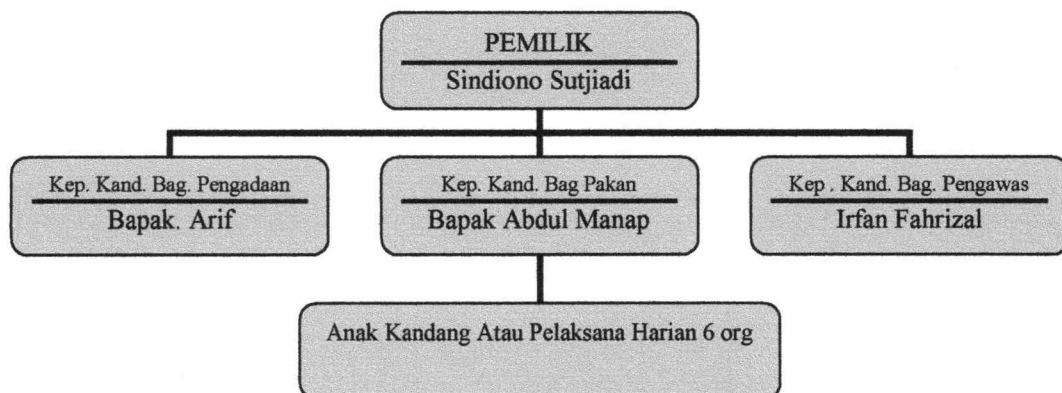 PEMILIK
Sindiono Sutjiadi
Kep. Kand. Bag. Pengadaan
Bapak. Arif
Kep. Kand. Bag Pakan
Bapak Abdul Manap
Kep . Kand. Bag. Pengawas
Irfan Fahrizal
Anak Kandang Atau Pelaksana Harian 6 org